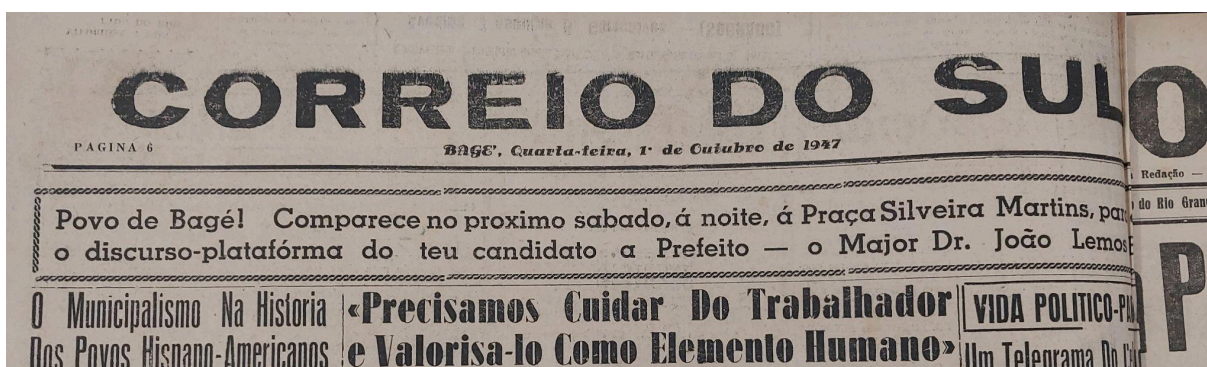 CORREIO DO SUL
PAGINA 6
BAGE', Quarta-feira, 1º de Outubro de 1947
Povo de Bagé! Comparece no proximo sabado, á noite, á Praça Silveira Martins, para
o discurso-platafórma do teu candidato a Prefeito — o Major Dr. João Lemos
O Municipalismo Na Historia
Dos Povos Hispano-Americanos
«Precisamos Cuidar Do Trabalhador
e Valorisa-lo Como Elemento Humano»
VIDA POLITICO-
Um Telegrama Do
O
Redação —
do Rio Gran
P